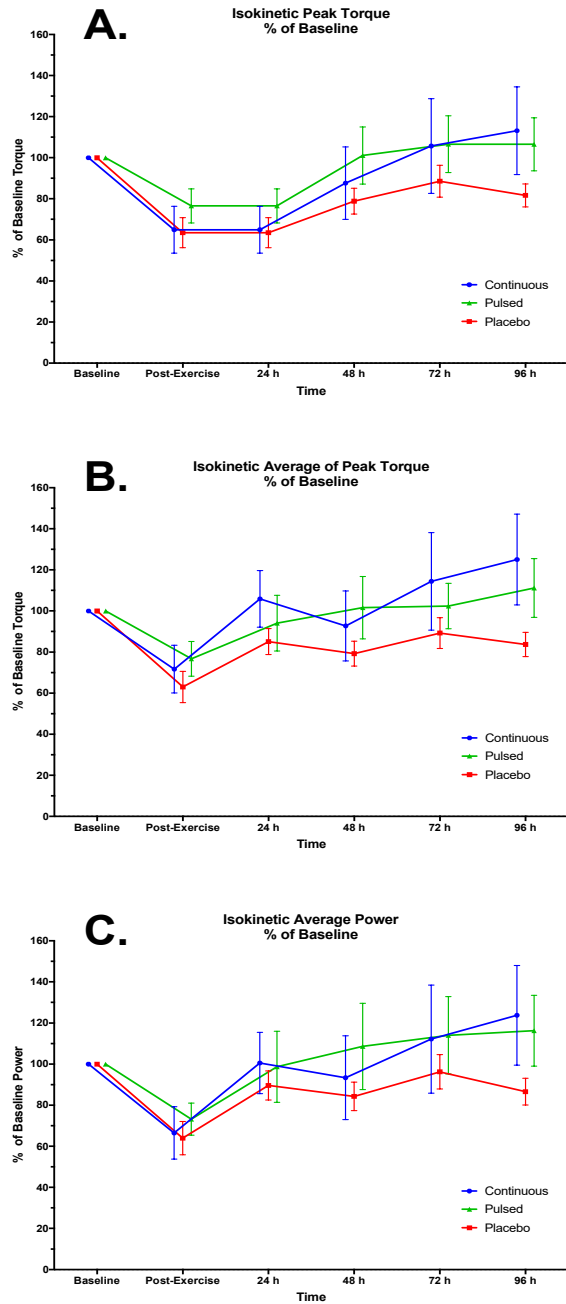 A.
Isokinetic Peak Torque
% of Baseline
% of Baseline Torque
160
140
120
100
80
60
40
20
0
Continuous
Pulsed
Placebo
Baseline Post-Exercise 24 h 48 h 72 h 96 h
Time
B.
Isokinetic Average of Peak Torque
% of Baseline
% of Baseline Torque
160
140
120
100
80
60
40
20
0
Continuous
Pulsed
Placebo
Baseline Post-Exercise 24 h 48 h 72 h 96 h
Time
C.
Isokinetic Average Power
% of Baseline
% of Baseline Power
160
140
120
100
80
60
40
20
0
Continuous
Pulsed
Placebo
Baseline Post-Exercise 24 h 48 h 72 h 96 h
Time